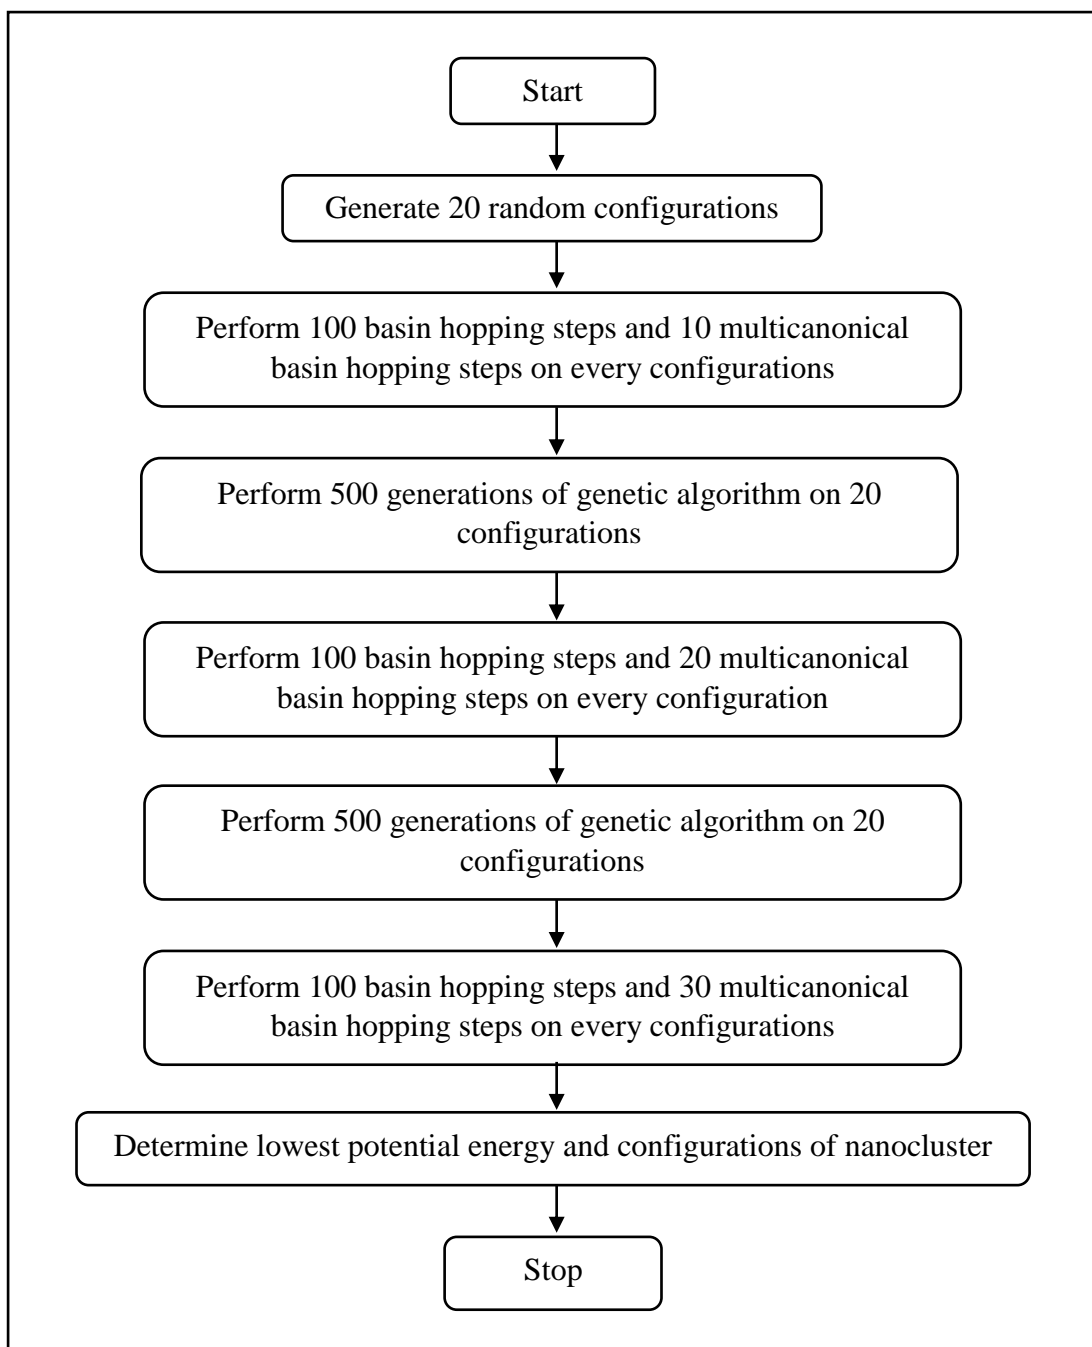 Start
Generate 20 random configurations
Perform 100 basin hopping steps and 10 multicanonical
basin hopping steps on every configurations
Perform 500 generations of genetic algorithm on 20
configurations
Perform 100 basin hopping steps and 20 multicanonical
basin hopping steps on every configuration
Perform 500 generations of genetic algorithm on 20
configurations
Perform 100 basin hopping steps and 30 multicanonical
basin hopping steps on every configurations
Determine lowest potential energy and configurations of nanocluster
Stop